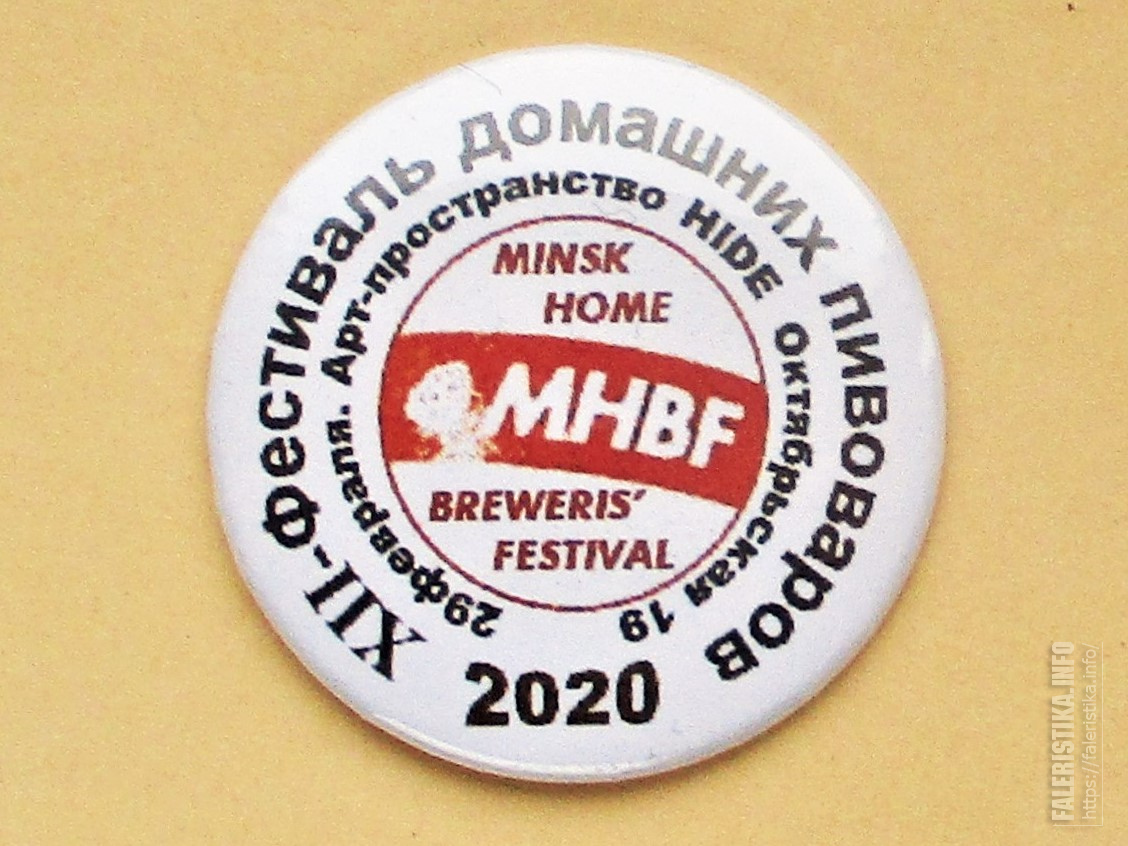 XII-Фестиваль домашних пивоваров
29февраля. Арт-пространство HIDE Октябрьская 19
MINSK
HOME
MHBF
BREWERIS'
FESTIVAL
2020
FALERISTIKA.INFO
https://faleristika.info/